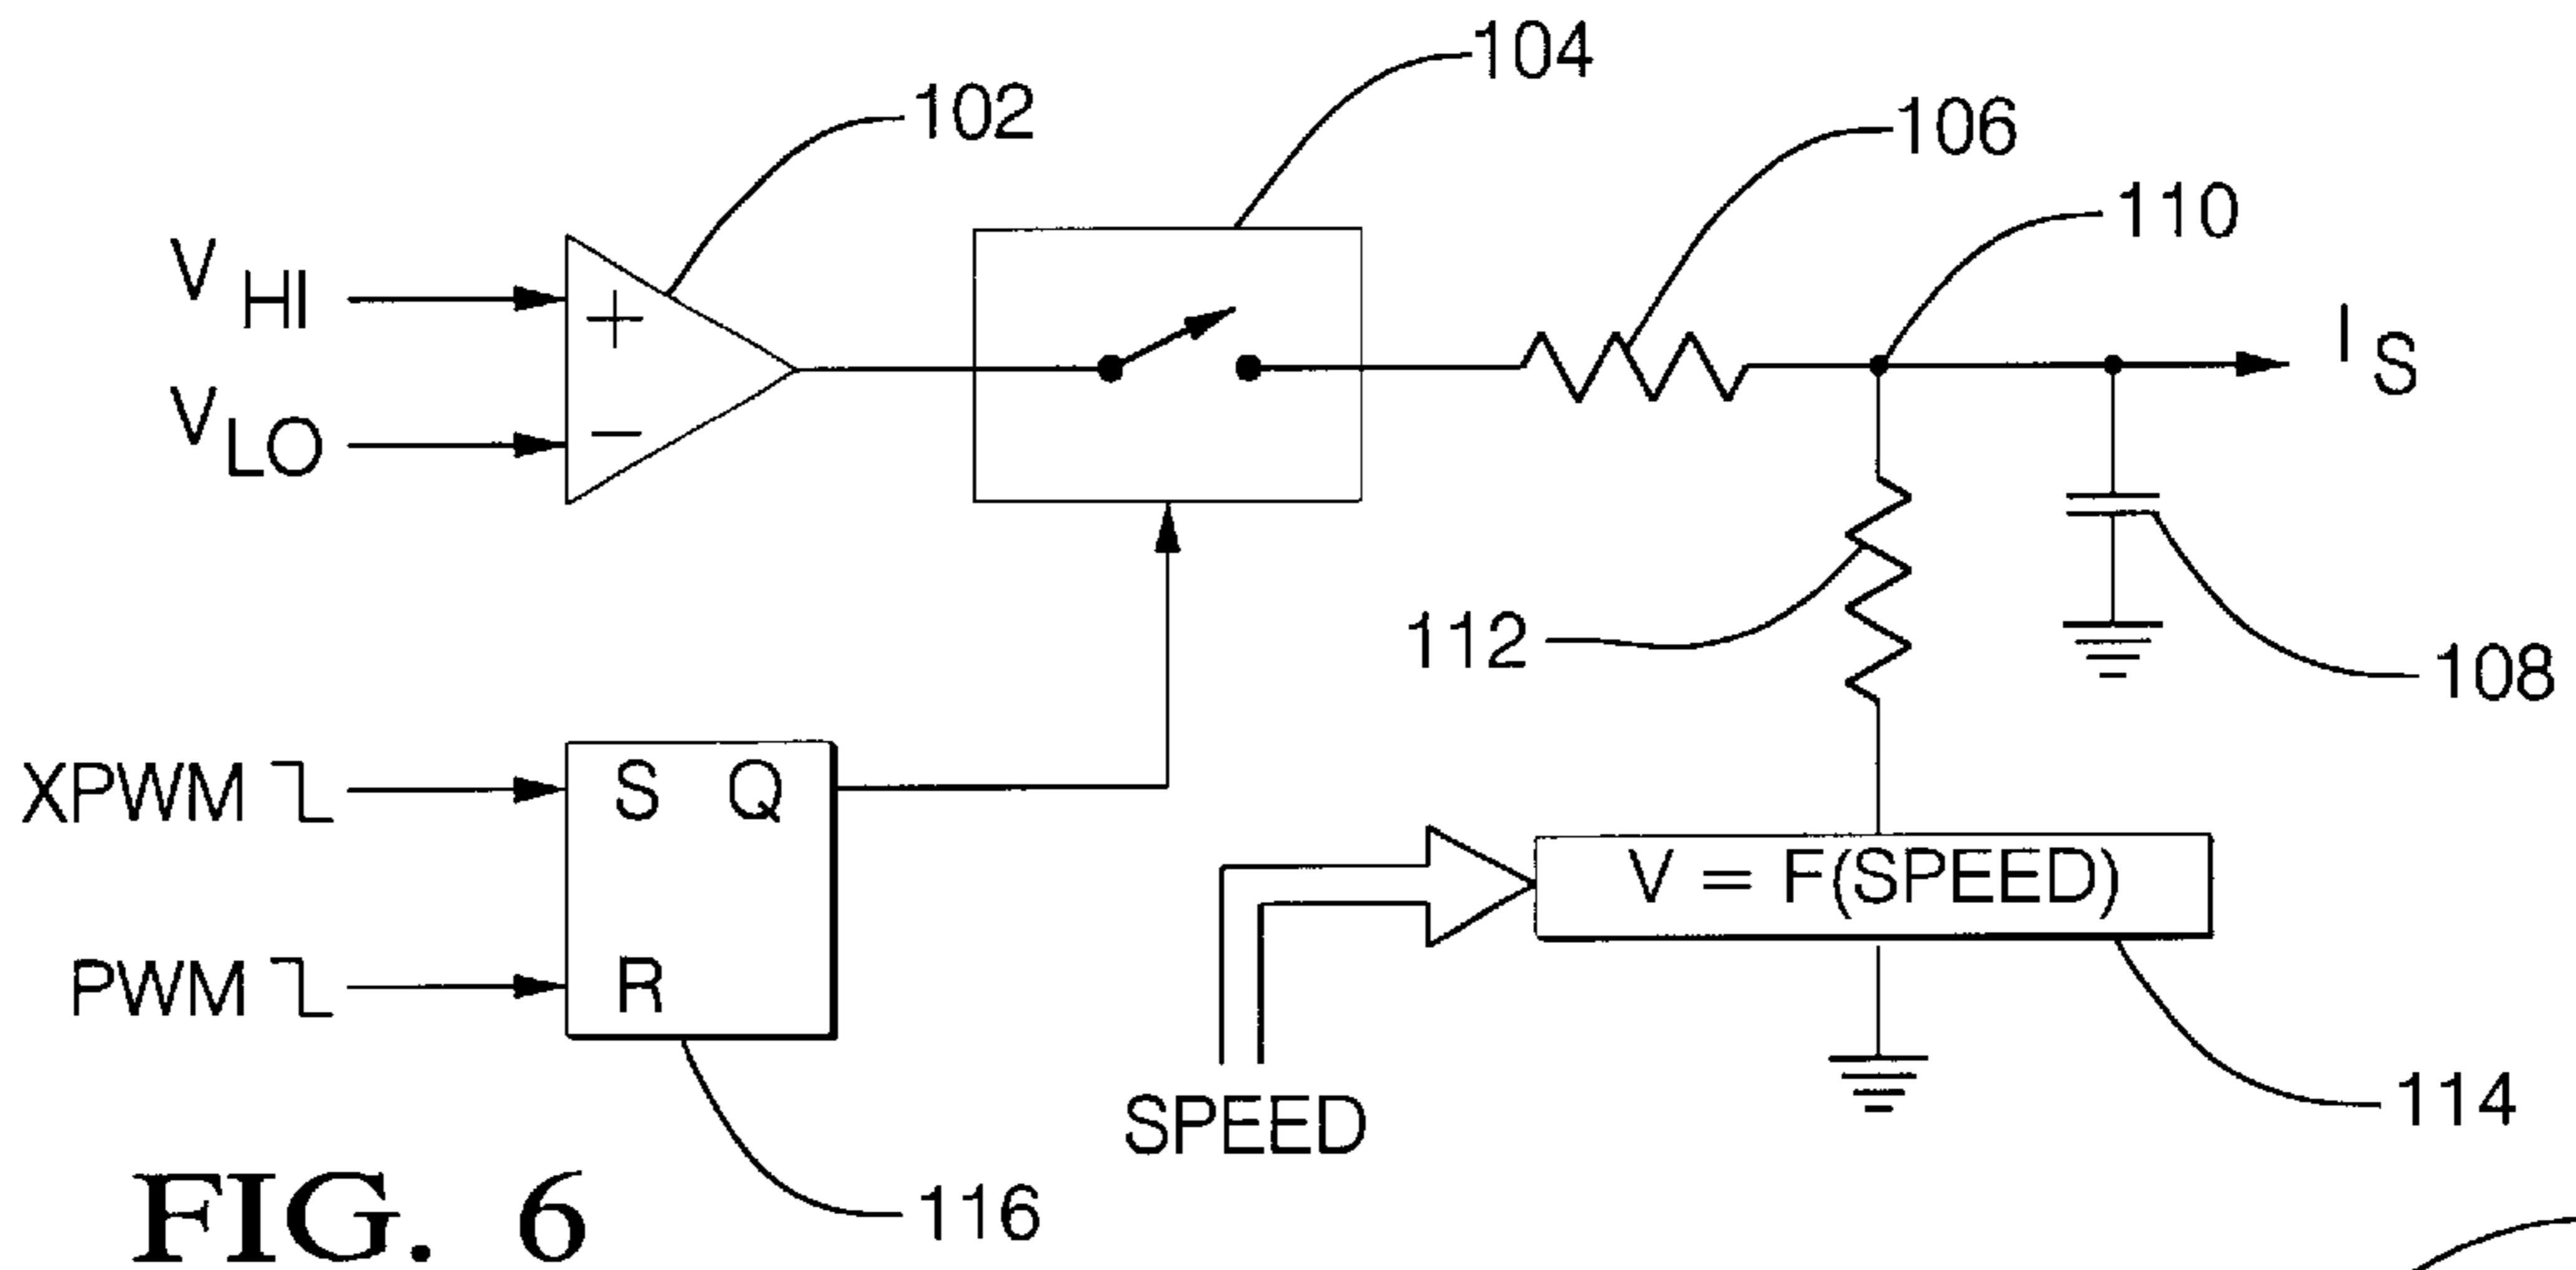 104
102
106
110
V HI
+
I S
V LO
−
112
108
XPWM
S Q
V = F(SPEED)
PWM
R
SPEED
114
116
FIG. 6